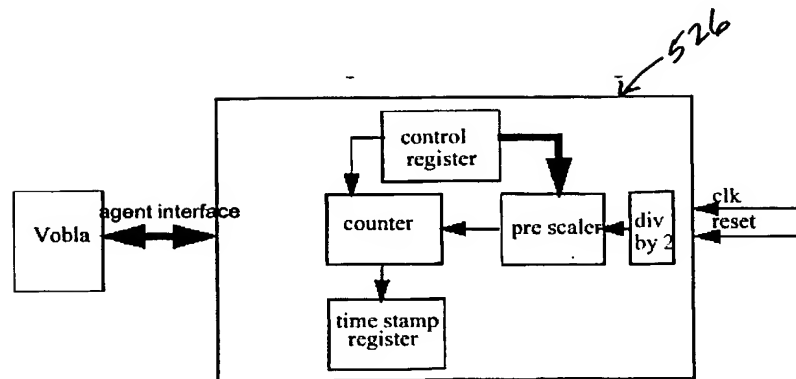 526
control
register
clk
agent interface
counter
pre scaler
div
by 2
reset
Vobla
time stamp
register